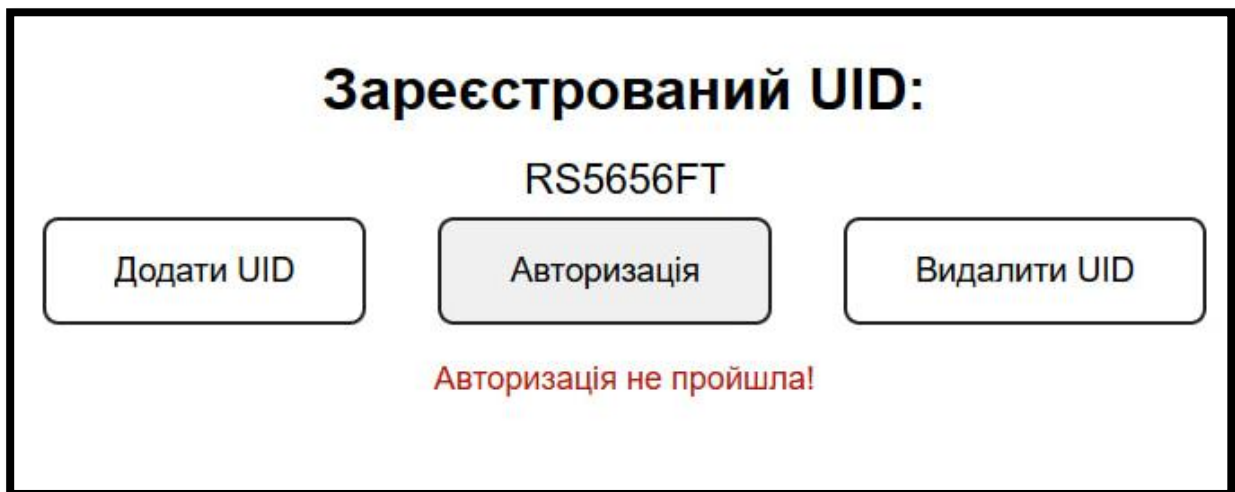 Зареєстрований UID:
RS5656FT
Додати UID
Авторизація
Видалити UID
Авторизація не пройшла!